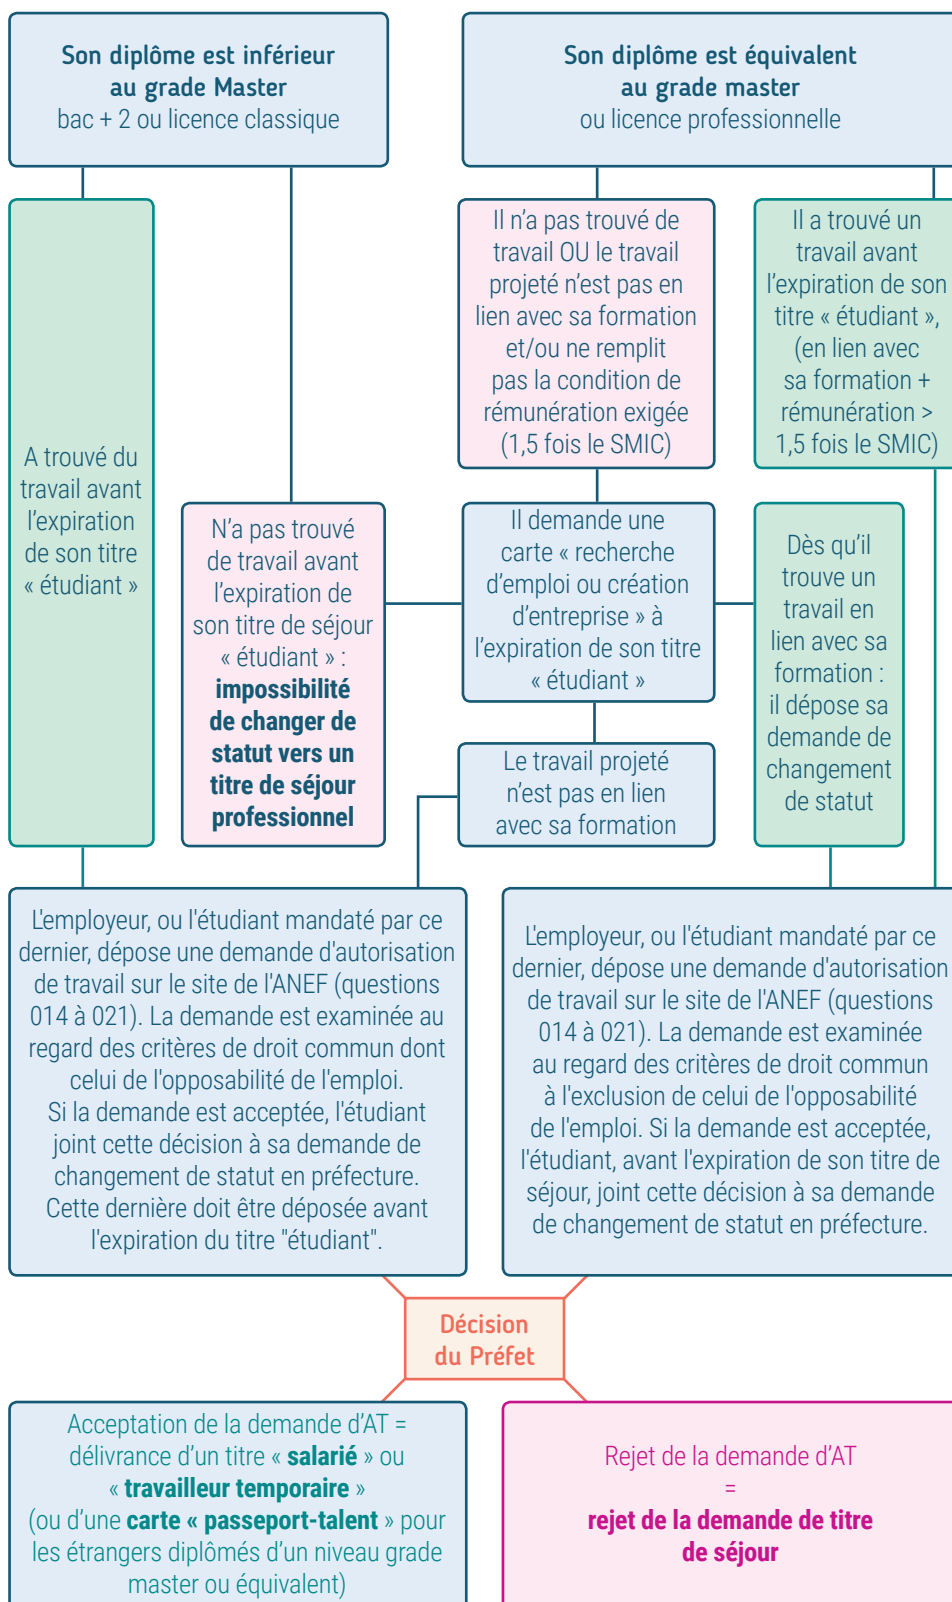 Son diplôme est inférieur
au grade Master
bac + 2 ou licence classique
Son diplôme est équivalent
au grade master
ou licence professionnelle
A trouvé du
travail avant
l'expiration
de son titre
« étudiant »
N'a pas trouvé
de travail avant
l'expiration de
son titre de séjour
« étudiant » :
impossibilité
de changer de
statut vers un
titre de séjour
professionnel
Il n'a pas trouvé de
travail OU le travail
projeté n'est pas en
lien avec sa formation
et/ou ne remplit
pas la condition de
rémunération exigée
(1,5 fois le SMIC)
Il a trouvé un
travail avant
l'expiration de son
titre « étudiant »,
(en lien avec
sa formation +
rémunération >
1,5 fois le SMIC)
Il demande une
carte « recherche
d'emploi ou création
d'entreprise » à
l'expiration de son titre
« étudiant »
Dès qu'il
trouve un
travail en
lien avec sa
formation :
il dépose sa
demande de
changement
de statut
Le travail projeté
n'est pas en lien
avec sa formation
L'employeur, ou l'étudiant mandaté par ce
dernier, dépose une demande d'autorisation
de travail sur le site de l'ANEF (questions
014 à 021). La demande est examinée au
regard des critères de droit commun dont
celui de l'opposabilité de l'emploi.
Si la demande est acceptée, l'étudiant
joint cette décision à sa demande de
changement de statut en préfecture.
Cette dernière doit être déposée avant
l'expiration du titre "étudiant".
L'employeur, ou l'étudiant mandaté par ce
dernier, dépose une demande d'autorisation
de travail sur le site de l'ANEF (questions
014 à 021). La demande est examinée
au regard des critères de droit commun
à l'exclusion de celui de l'opposabilité
de l'emploi. Si la demande est acceptée,
l'étudiant, avant l'expiration de son titre de
séjour, joint cette décision à sa demande
de changement de statut en préfecture.
Décision
du Préfet
Acceptation de la demande d'AT =
délivrance d'un titre « salarié » ou
« travailleur temporaire »
(ou d'une carte « passeport-talent » pour
les étrangers diplômés d'un niveau grade
master ou équivalent)
Rejet de la demande d'AT
=
rejet de la demande de titre
de séjour